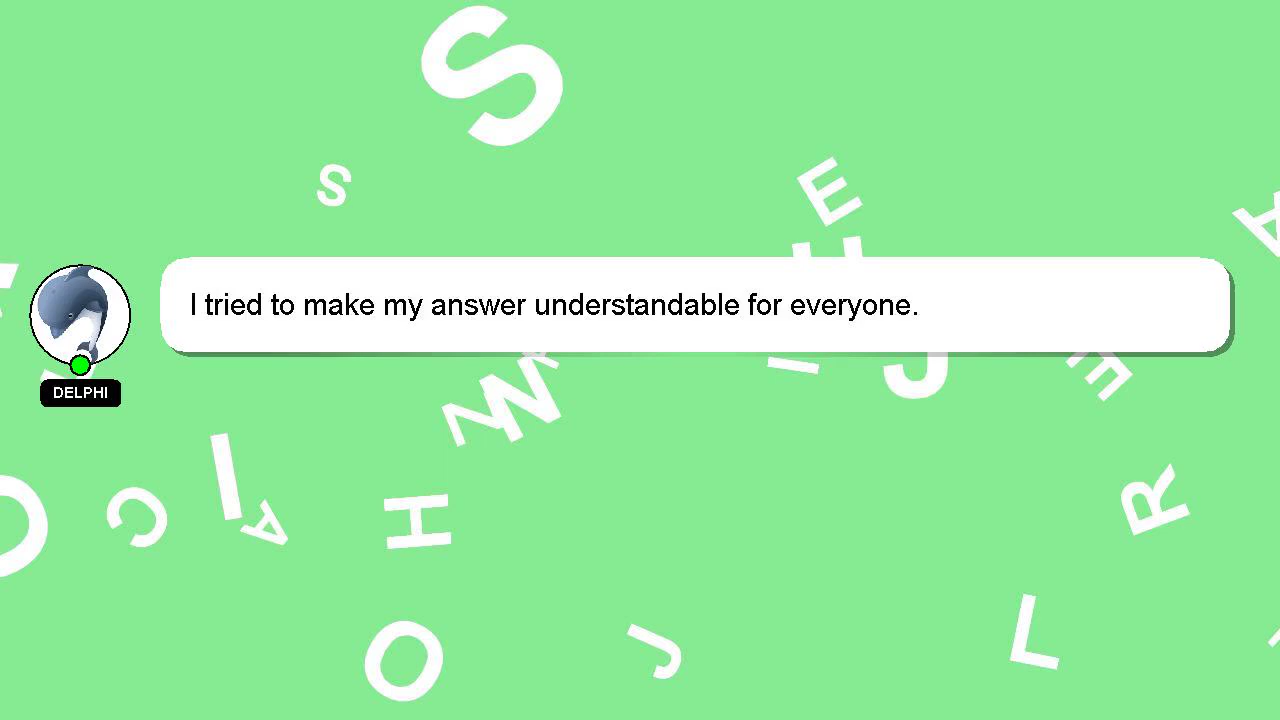 S
S
E
A
I tried to make my answer understandable for everyone.
DELPHI
I
J
E
Z
W
I
C
A
H
R
O
J
L
O